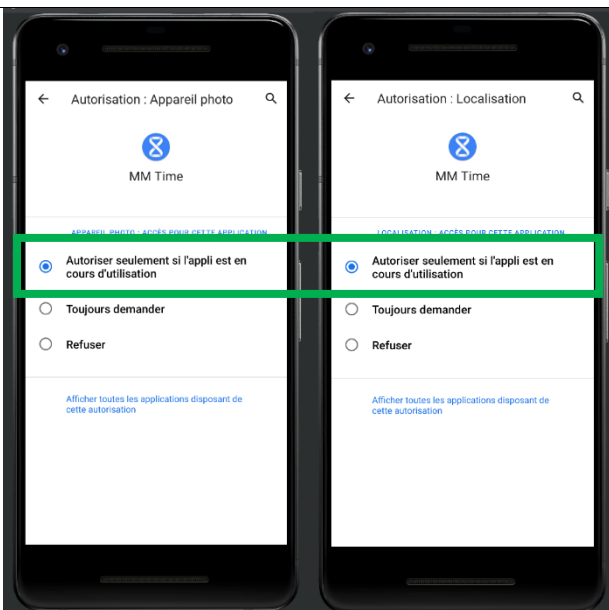 Autorisation : Appareil photo
MM Time
APPAREIL PHOTO : ACCÈS POUR CETTE APPLICATION
Autoriser seulement si l'appli est en
cours d'utilisation
Toujours demander
Refuser
Afficher toutes les applications disposant de
cette autorisation
Autorisation : Localisation
MM Time
LOCALISATION : ACCÈS POUR CETTE APPLICATION
Autoriser seulement si l'appli est en
cours d'utilisation
Toujours demander
Refuser
Afficher toutes les applications disposant de
cette autorisation